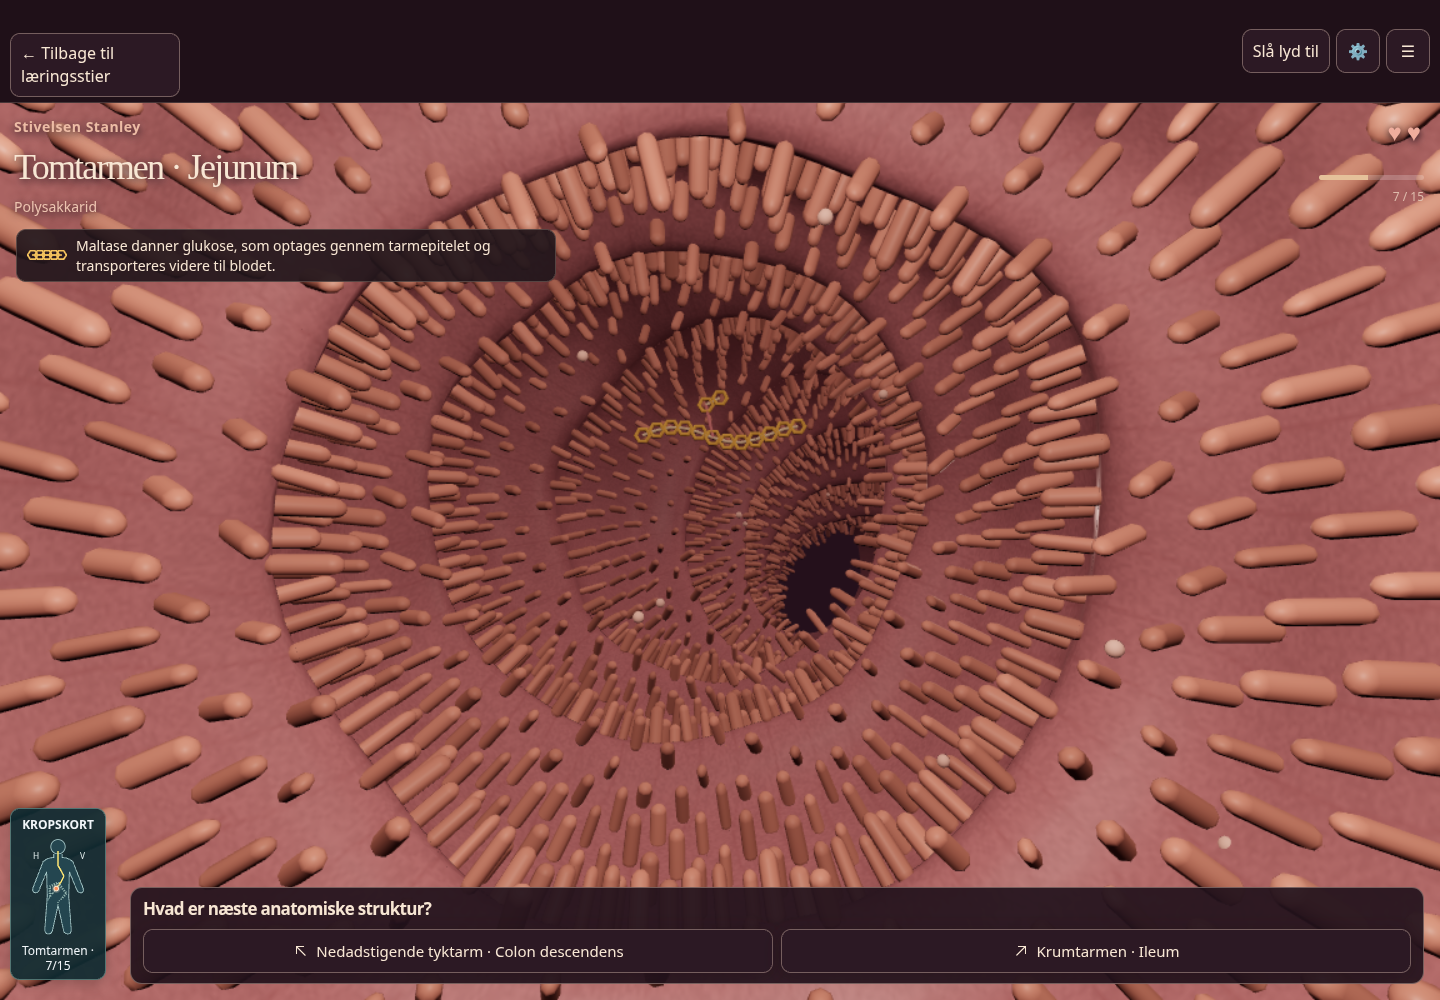 ← Tilbage til
læringsstier
Slå lyd til
Stivelsen Stanley
Tomtarmen · Jejunum
Polysakkarid
7 / 15
Maltase danner glukose, som optages gennem tarmepitelet og
transporteres videre til blodet.
KROPSKORT
H V
Tomtarmen ·
7/15
Hvad er næste anatomiske struktur?
↖ Nedadstigende tyktarm · Colon descendens
↗ Krumtarmen · Ileum